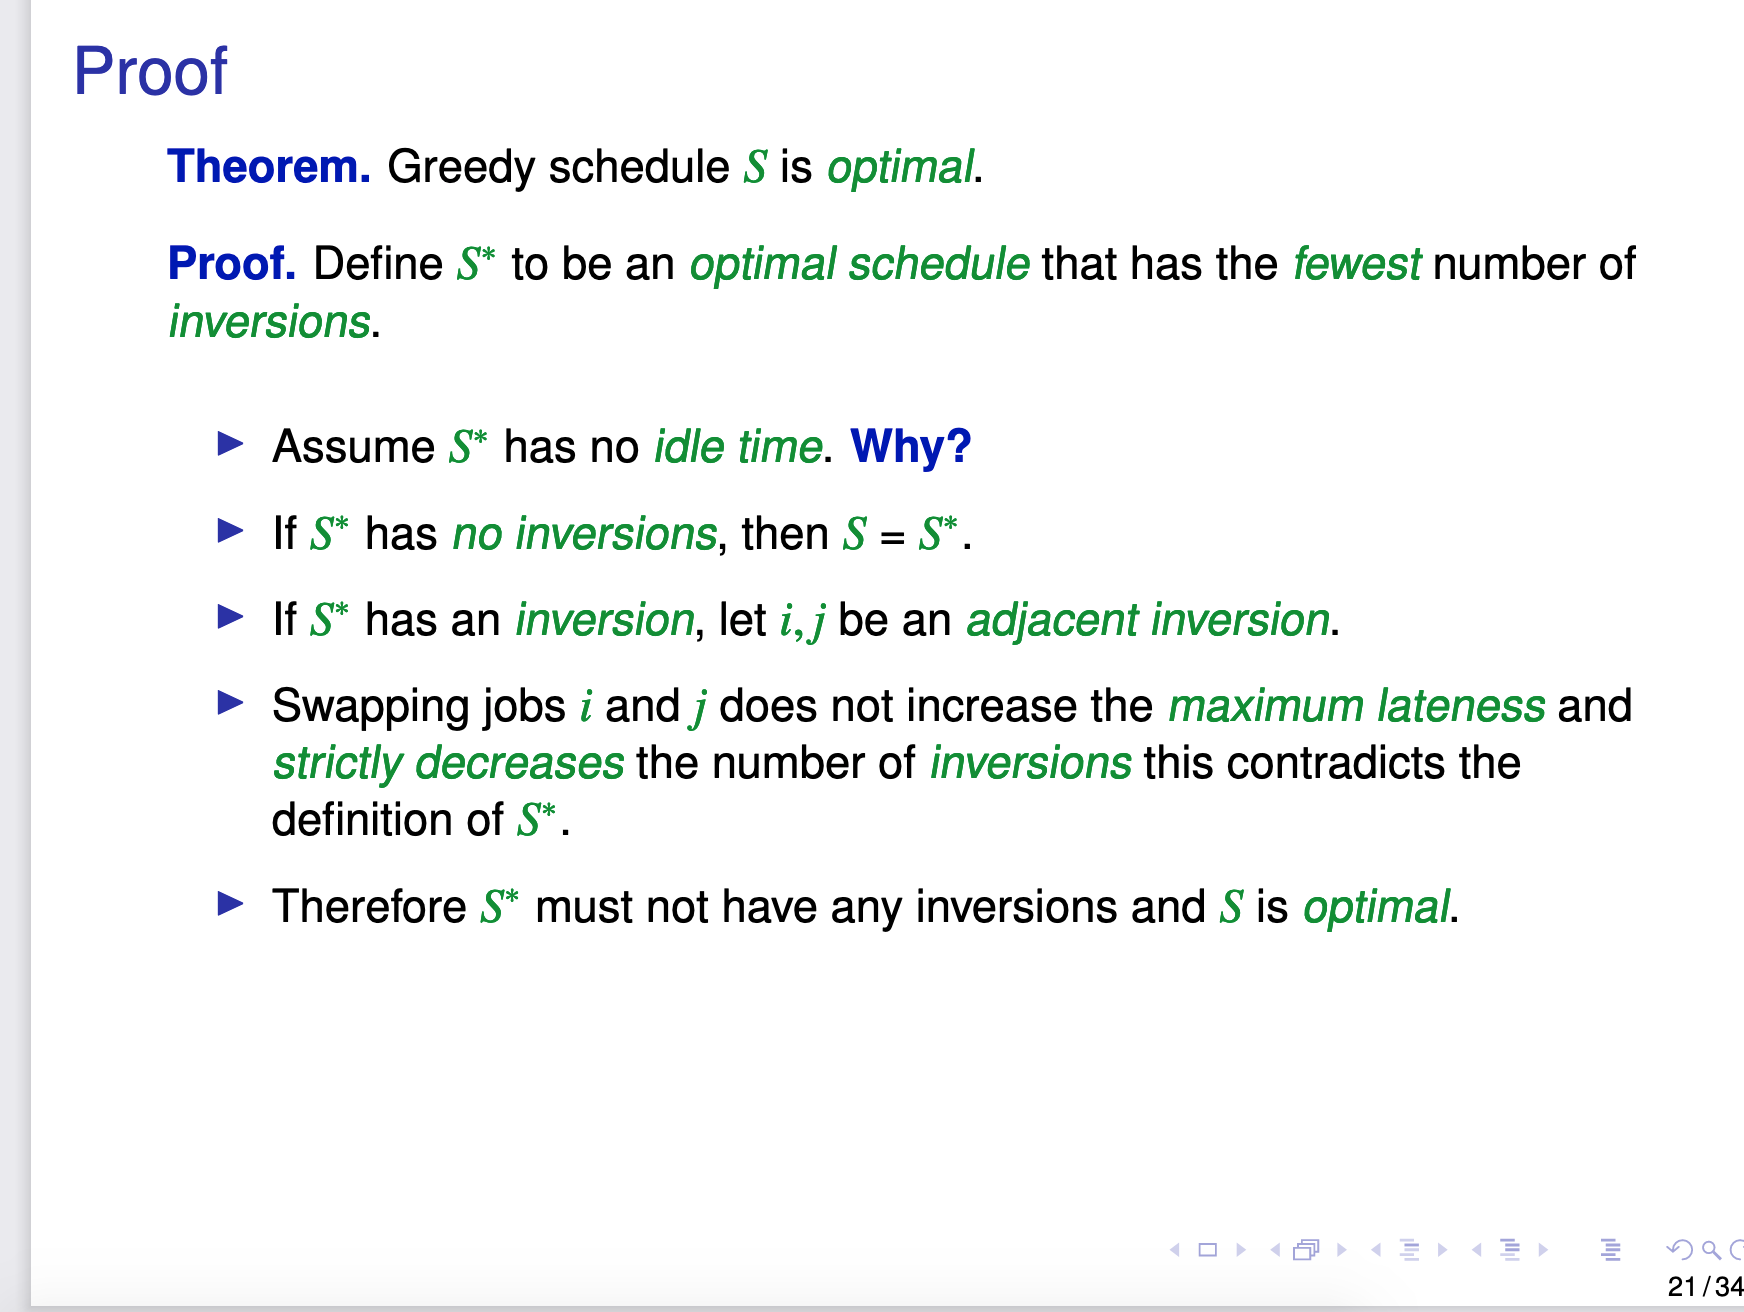 Proof
Theorem. Greedy schedule S is optimal.
Proof. Define S* to be an optimal schedule that has the fewest number of
inversions.
▶ Assume S* has no idle time. Why?
▶ If S* has no inversions, then S = S*.
▶ If S* has an inversion, let i, j be an adjacent inversion.
▶ Swapping jobs i and j does not increase the maximum lateness and
strictly decreases the number of inversions this contradicts the
definition of S*.
▶ Therefore S* must not have any inversions and S is optimal.
21/34